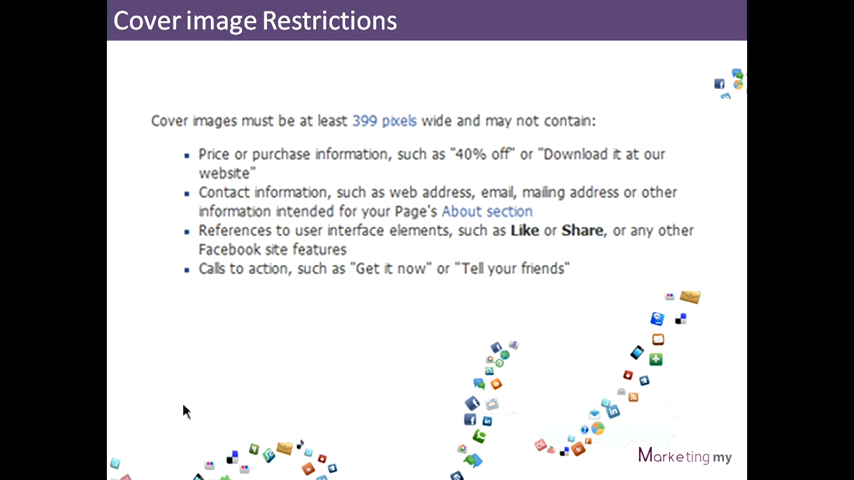 Cover image Restrictions
Cover images must be at least 399 pixels wide and may not contain:
Price or purchase information, such as "40% off" or "Download it at our
website"
Contact information, such as web address, email, mailing address or other
information intended for your Page's About section
References to user interface elements, such as Like or Share, or any other
Facebook site features
Calls to action, such as "Get it now" or "Tell your friends"
Marketing my